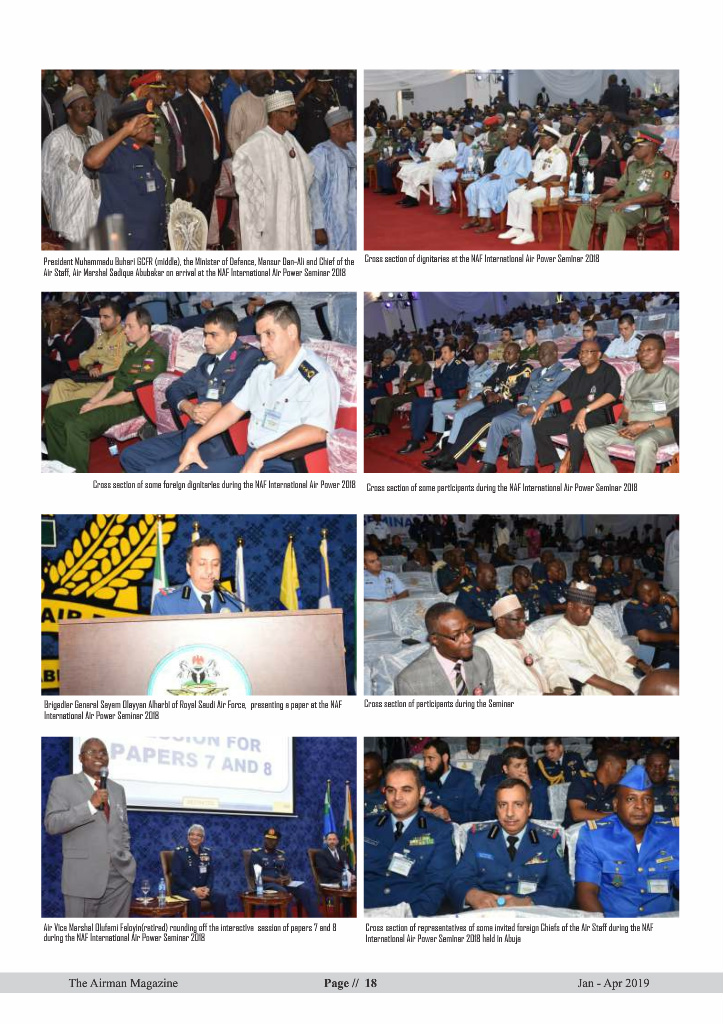 President Muhammadu Buhari GCFR (middle), the Minister of Defence, Mansur Dan-Ali and Chief of the
Air Staff, Air Marshal Sadique Abubakar on arrival at the NAF International Air Power Seminar 2018
Cross section of dignitaries at the NAF International Air Power Seminar 2018
Cross section of some foreign dignitaries during the NAF International Air Power 2018
Cross section of some participants during the NAF International Air Power Seminar 2018
AIR F
Brigadier General Sayem Olayyan Alharbi of Royal Saudi Air Force, presenting a paper at the NAF
International Air Power Seminar 2018
MINA
Cross section of participants during the Seminar
SSION FOR
PAPERS 7 AND 8
Air Vice Marshal Olufemi Faloyin(retired) rounding off the interactive session of papers 7 and 8
during the NAF International Air Power Seminar 2018
Cross section of representatives of some invited foreign Chiefs of the Air Staff during the NAF
International Air Power Seminar 2018 held in Abuja
The Airman Magazine Page // 18 Jan - Apr 2019